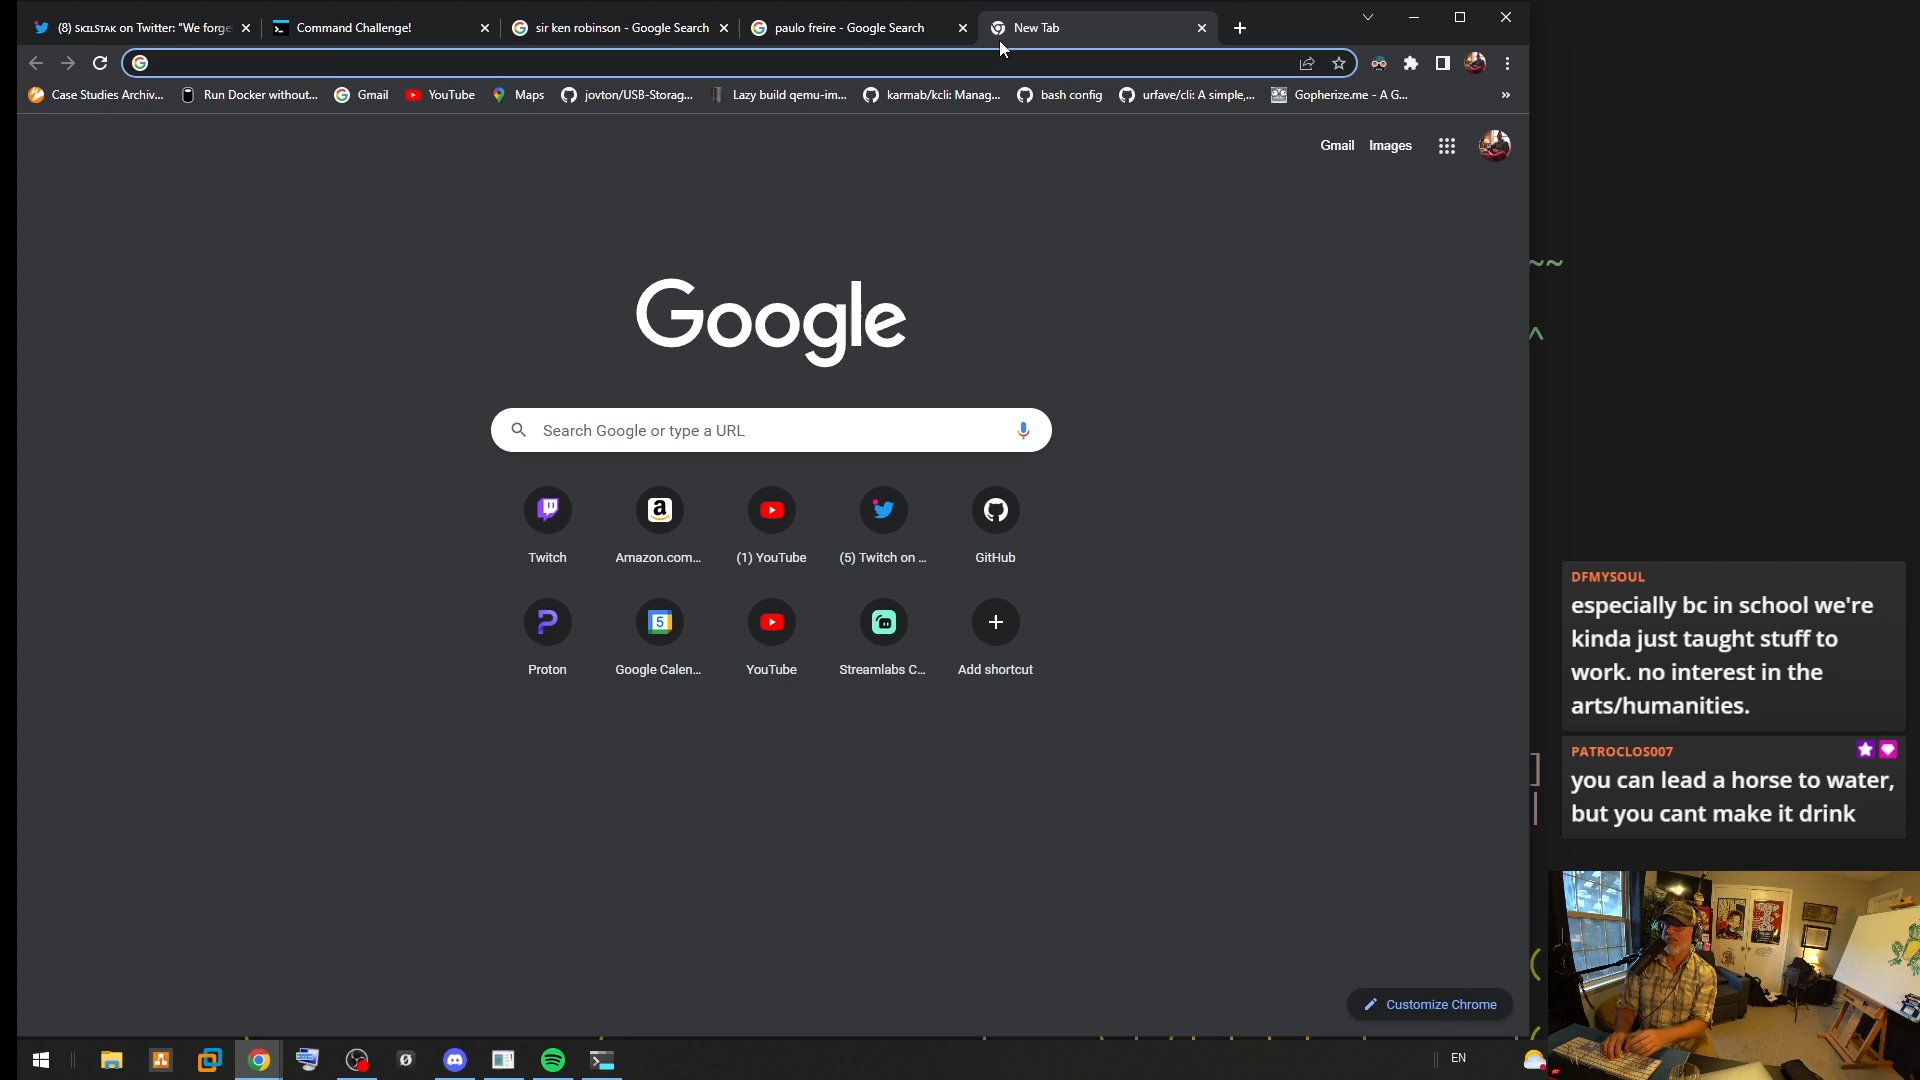 (8) SKILSTAK on Twitter: "We forge
Command Challenge!
sir ken robinson - Google Search
paulo freire - Google Search
New Tab
Case Studies Archiv...
Run Docker without...
Gmail
YouTube
Maps
jovton/USB-Storag...
Lazy build qemu-im...
karmab/kcli: Manag...
bash config
urfave/cli: A simple,...
Gopherize.me - A G...
»
Gmail
Images
Google
Search Google or type a URL
Twitch
Amazon.com...
(1) YouTube
(5) Twitch on ...
GitHub
5
Proton
Google Calen...
YouTube
Streamlabs C...
Add shortcut
~~
^
DFMYSOUL
especially bc in school we're
kinda just taught stuff to
work. no interest in the
arts/humanities.
PATROCLOS007
you can lead a horse to water,
but you cant make it drink
Customize Chrome
EN